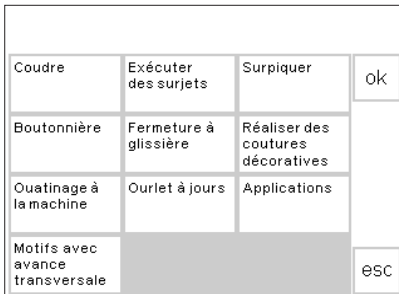 Coudre
Exécuter
des surjets
Surpiquer
ok
Boutonnière
Fermeture à
glissière
Réaliser des
coutures
décoratives
Ouatinage à
la machine
Ourlet à jours
Applications
Motifs avec
avance
transversale
esc